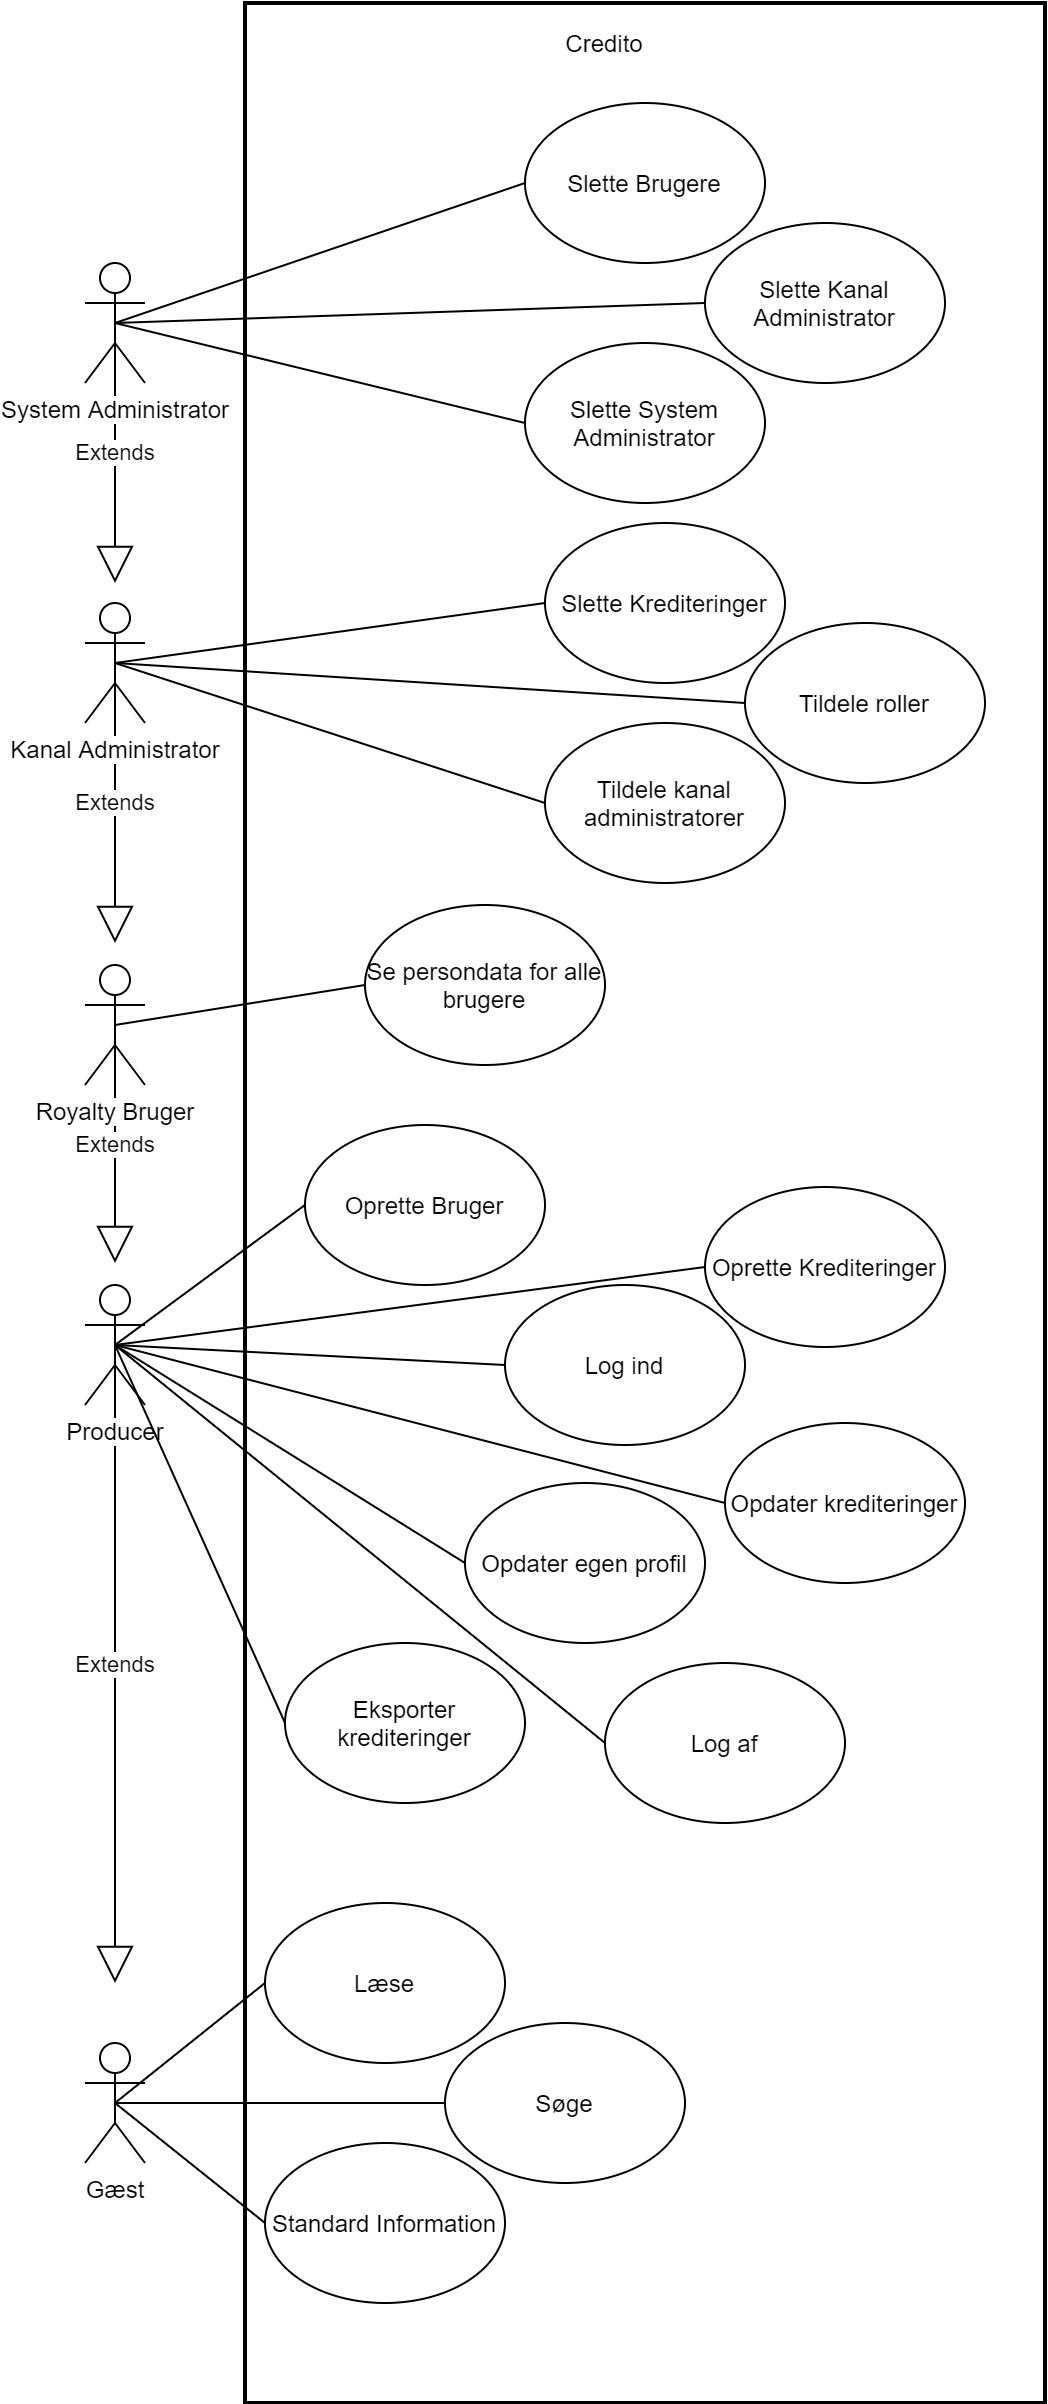 Credito
Slette Brugere
Slette Kanal
Administrator
System Administrator
Extends
Slette System
Administrator
Slette Krediteringer
Tildele roller
Kanal Administrator
Extends
Tildele kanal
administratorer
Se persondata for alle
brugere
Royalty Bruger
Extends
Oprette Bruger
Oprette Krediteringer
Log ind
Producer
Opdater krediteringer
Opdater egen profil
Extends
Eksporter
krediteringer
Log af
Læse
Søge
Gæst
Standard Information